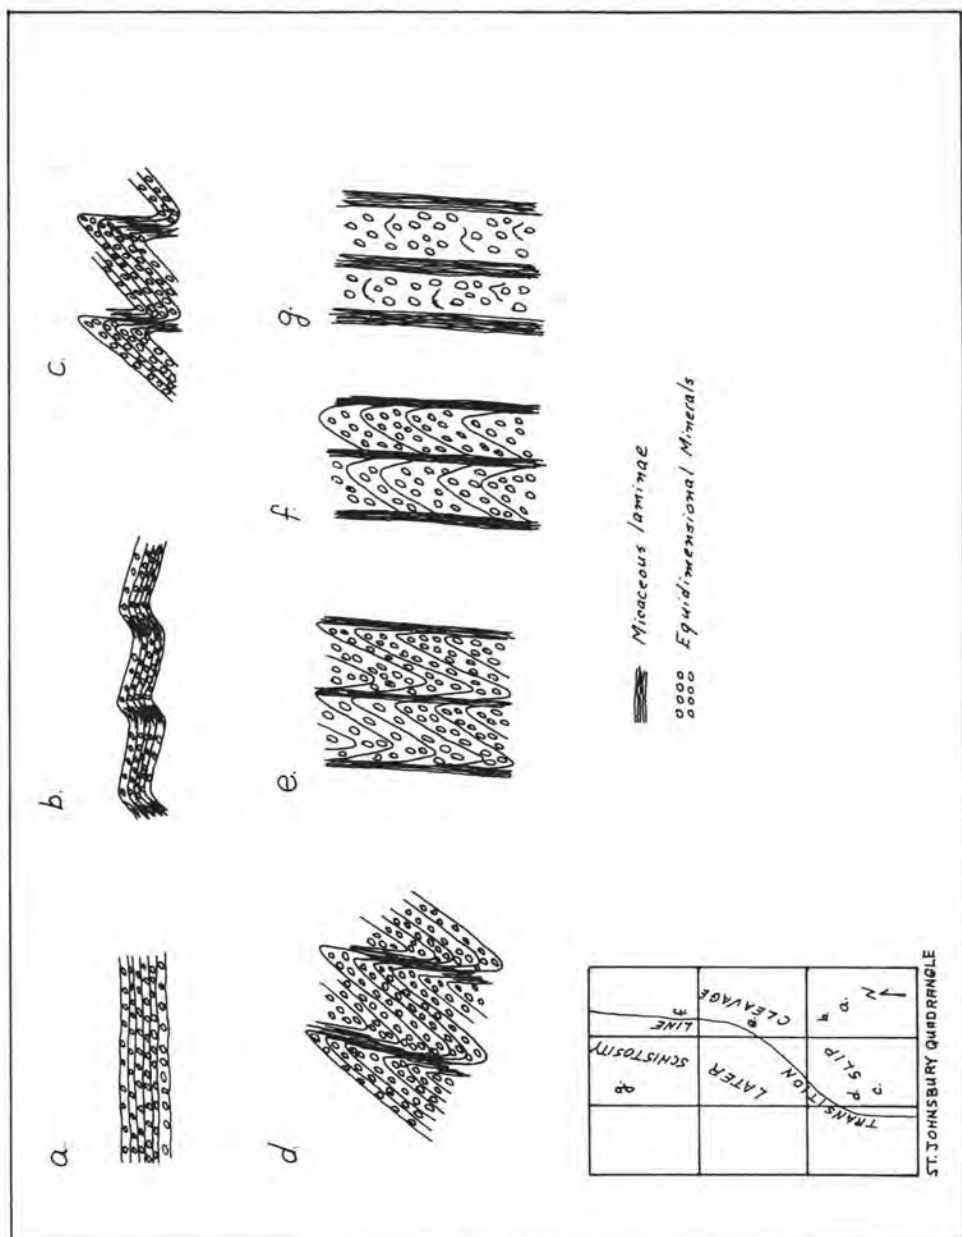 a.
b.
c.
d.
e.
f.
g.
Micaceous laminae
Equidimensional Minerals
SCHISTOSITY
LATER
LINE
TRANSITION
CLEAVAGE
SLIP
g.
f.
e.
d.
c.
b.
a.
N
ST. JOHNSBURY QUADRANGLE